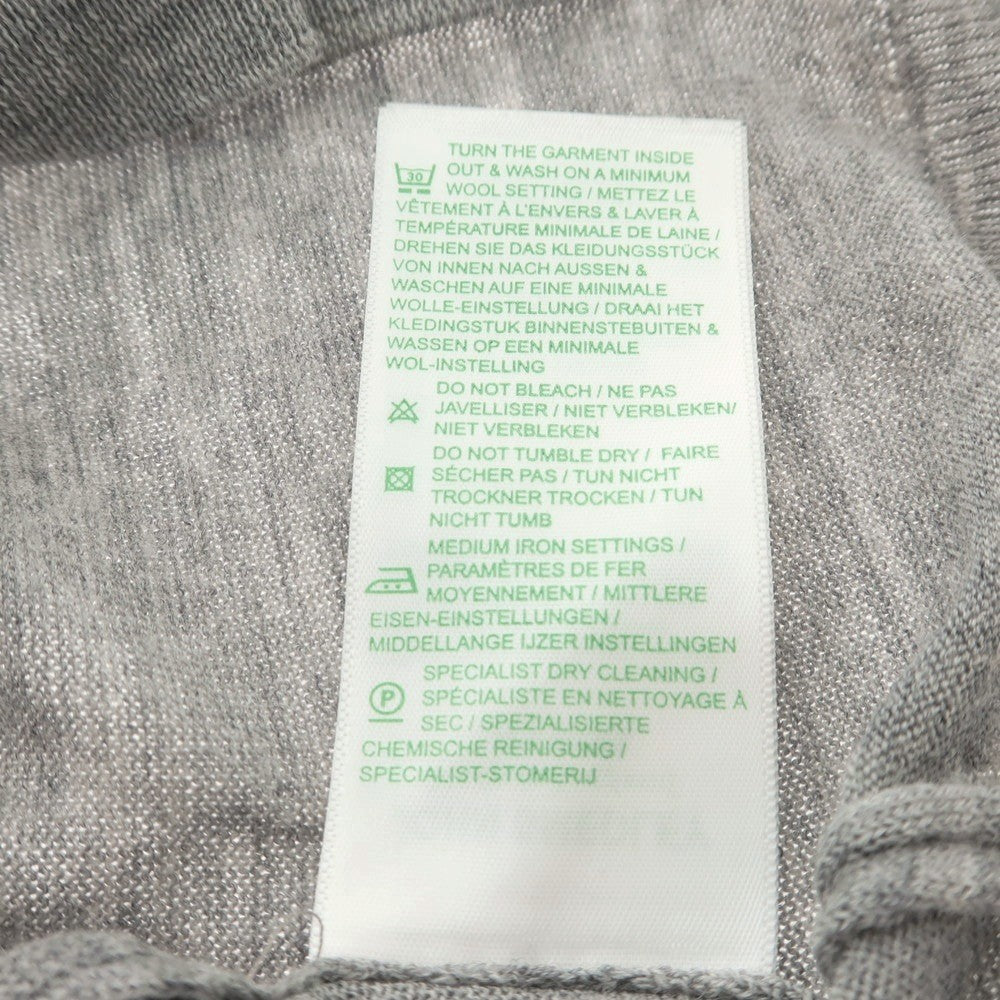 TURN THE GARMENT INSIDE
30 OUT & WASH ON A MINIMUM
WOOL SETTING / METTEZ LE
VÊTEMENT À L'ENVERS & LAVER À
TEMPÉRATURE MINIMALE DE LAINE /
DREHEN SIE DAS KLEIDUNGSSTÜCK
VON INNEN NACH AUSSEN &
WASCHEN AUF EINE MINIMALE
WOLLE-EINSTELLUNG / DRAAI HET
KLEDINGSTUK BINNENSTEBUITEN &
WASSEN OP EEN MINIMALE
WOL-INSTELLING
DO NOT BLEACH / NE PAS
JAVELLISER / NIET VERBLEKEN/
NIET VERBLEKEN
DO NOT TUMBLE DRY / FAIRE
SÉCHER PAS / TUN NICHT
TROCKNER TROCKEN / TUN
NICHT TUMB
MEDIUM IRON SETTINGS /
PARAMÈTRES DE FER
MOYENNEMENT / MITTLERE
EISEN-EINSTELLUNGEN /
MIDDELLANGE IJZER INSTELLINGEN
SPECIALIST DRY CLEANING /
P SPÉCIALISTE EN NETTOYAGE À
SEC / SPEZIALISIERTE
CHEMISCHE REINIGUNG /
SPECIALIST-STOMERIJ